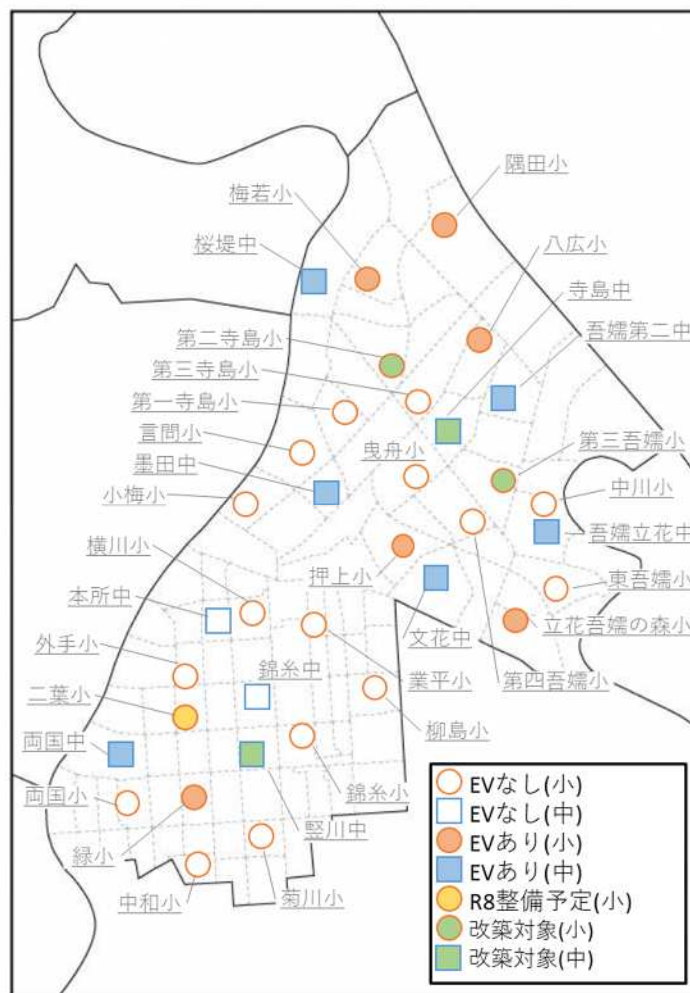 隅田小
梅若小
桜堤中
八広小
寺島中
第二寺島小
吾嬬第二中
第三寺島小
第一寺島小
言問小
曳舟小
第三吾嬬小
墨田中
小梅小
中川小
横川小
吾嬬立花中
押上小
本所中
東吾嬬小
文花中
立花吾嬬の森小
外手小
錦糸中
業平小
第四吾嬬小
二葉小
柳島小
両国中
両国小
錦糸小
竪川中
緑小
中和小
菊川小
EVなし(小)
EVなし(中)
EVあり(小)
EVあり(中)
R8整備予定(小)
改築対象(小)
改築対象(中)